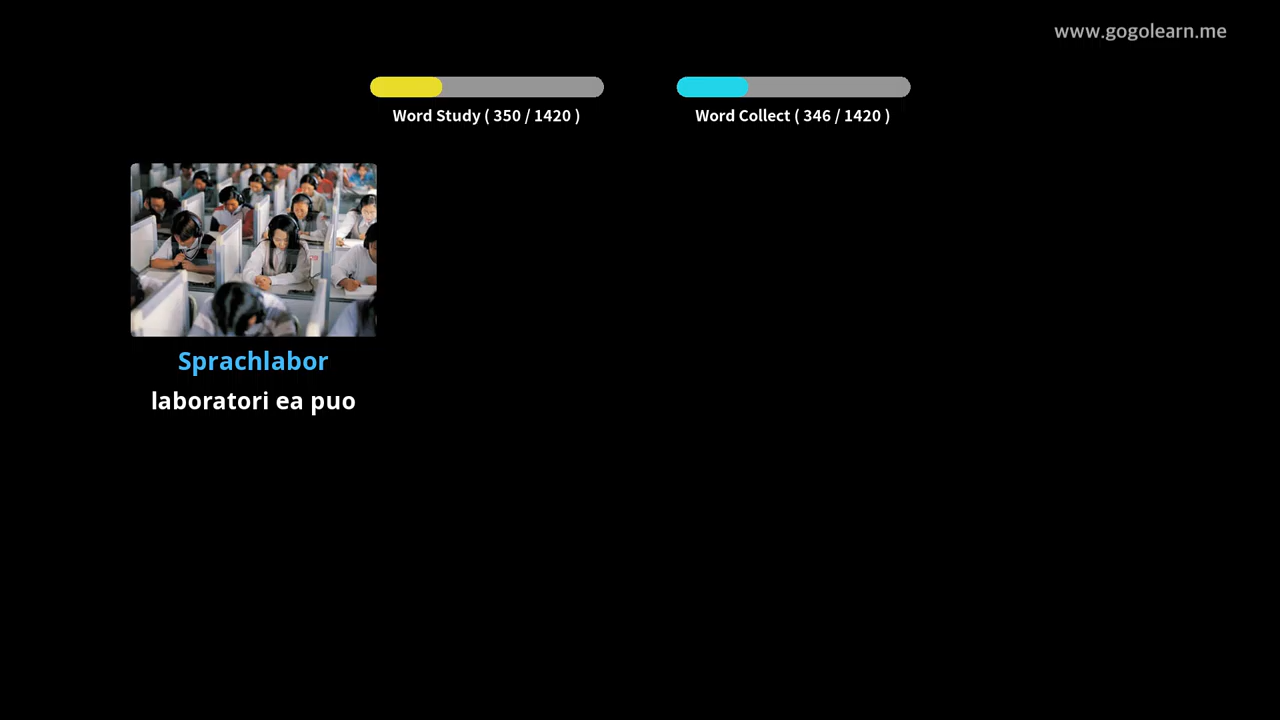 www.gogolearn.me
Word Study ( 350 / 1420 )
Word Collect ( 346 / 1420 )
Sprachlabor
laboratori ea puo